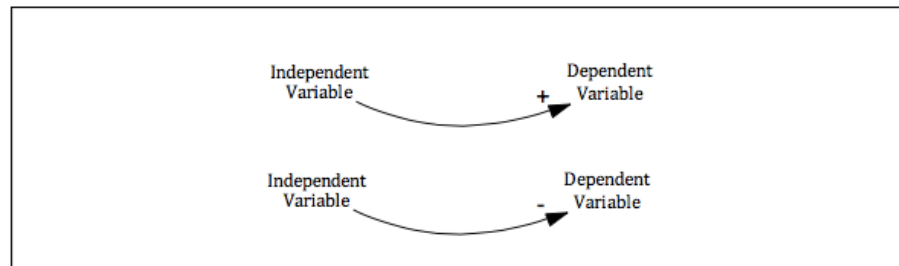 Independent
Variable
+
Dependent
Variable
Independent
Variable
-
Dependent
Variable